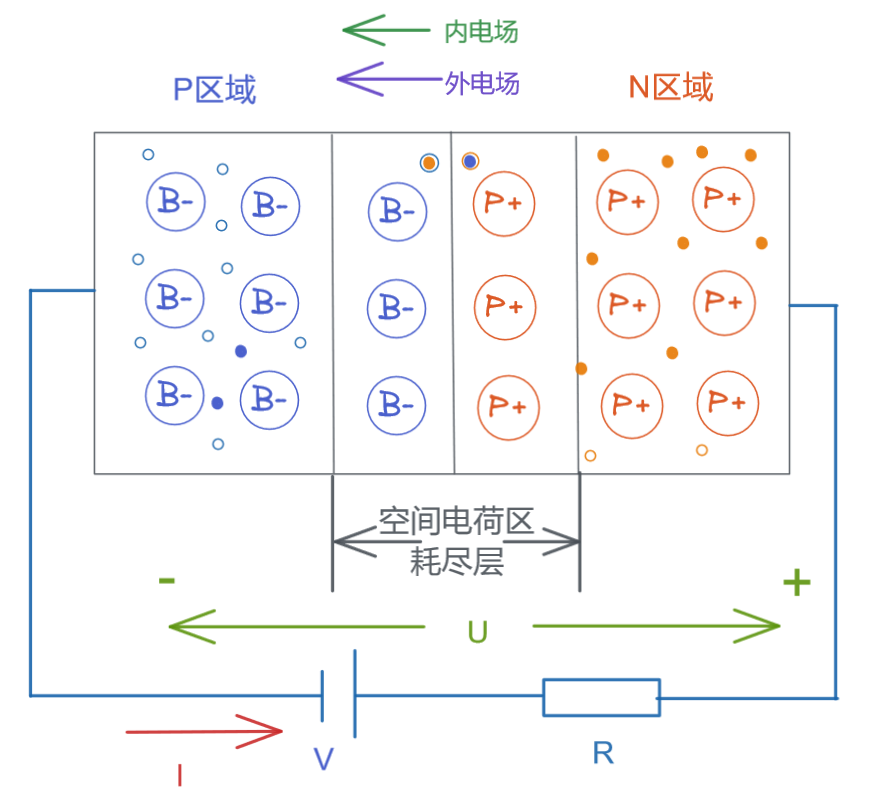 内电场
外电场
P区域
N区域
B- B- B- P+ P+ P+
B- B- B- P+ P+ P+
B- B- B- P+ P+ P+
空间电荷区
耗尽层
- +
U
I
V
R